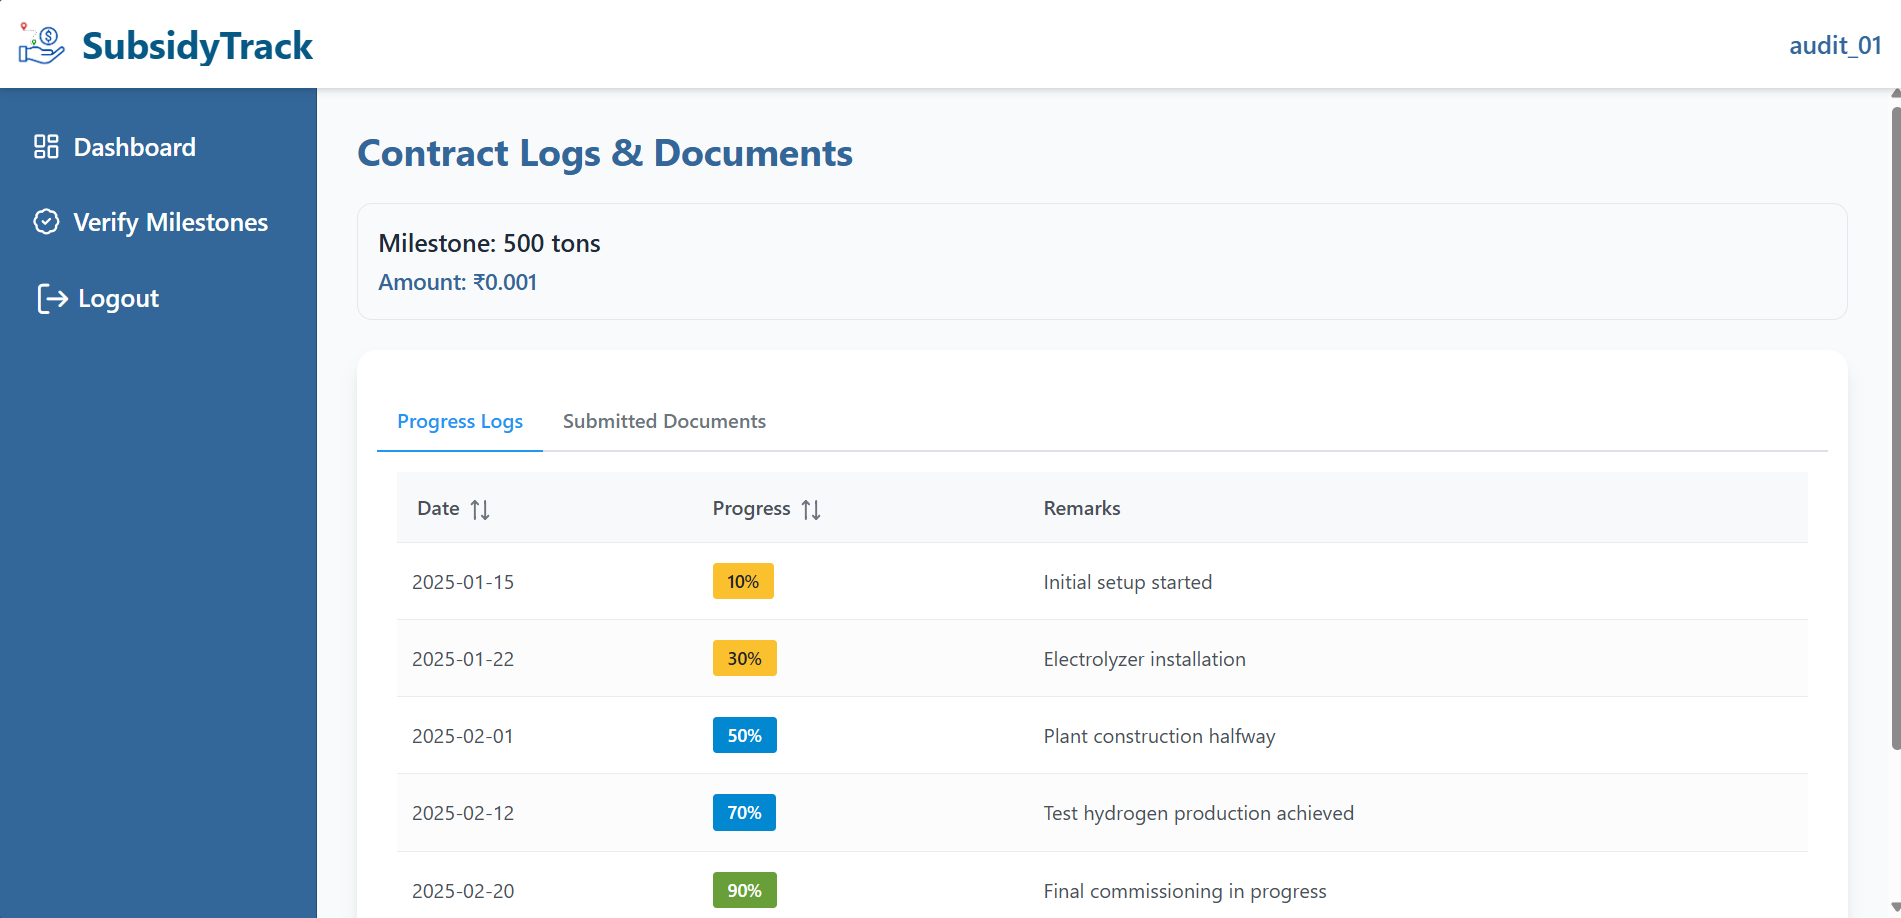 SubsidyTrack
audit_01
Dashboard
Verify Milestones
Logout
Contract Logs & Documents
Milestone: 500 tons
Amount: ₹0.001
Progress Logs Submitted Documents
Date Progress Remarks
2025-01-15 10% Initial setup started
2025-01-22 30% Electrolyzer installation
2025-02-01 50% Plant construction halfway
2025-02-12 70% Test hydrogen production achieved
2025-02-20 90% Final commissioning in progress